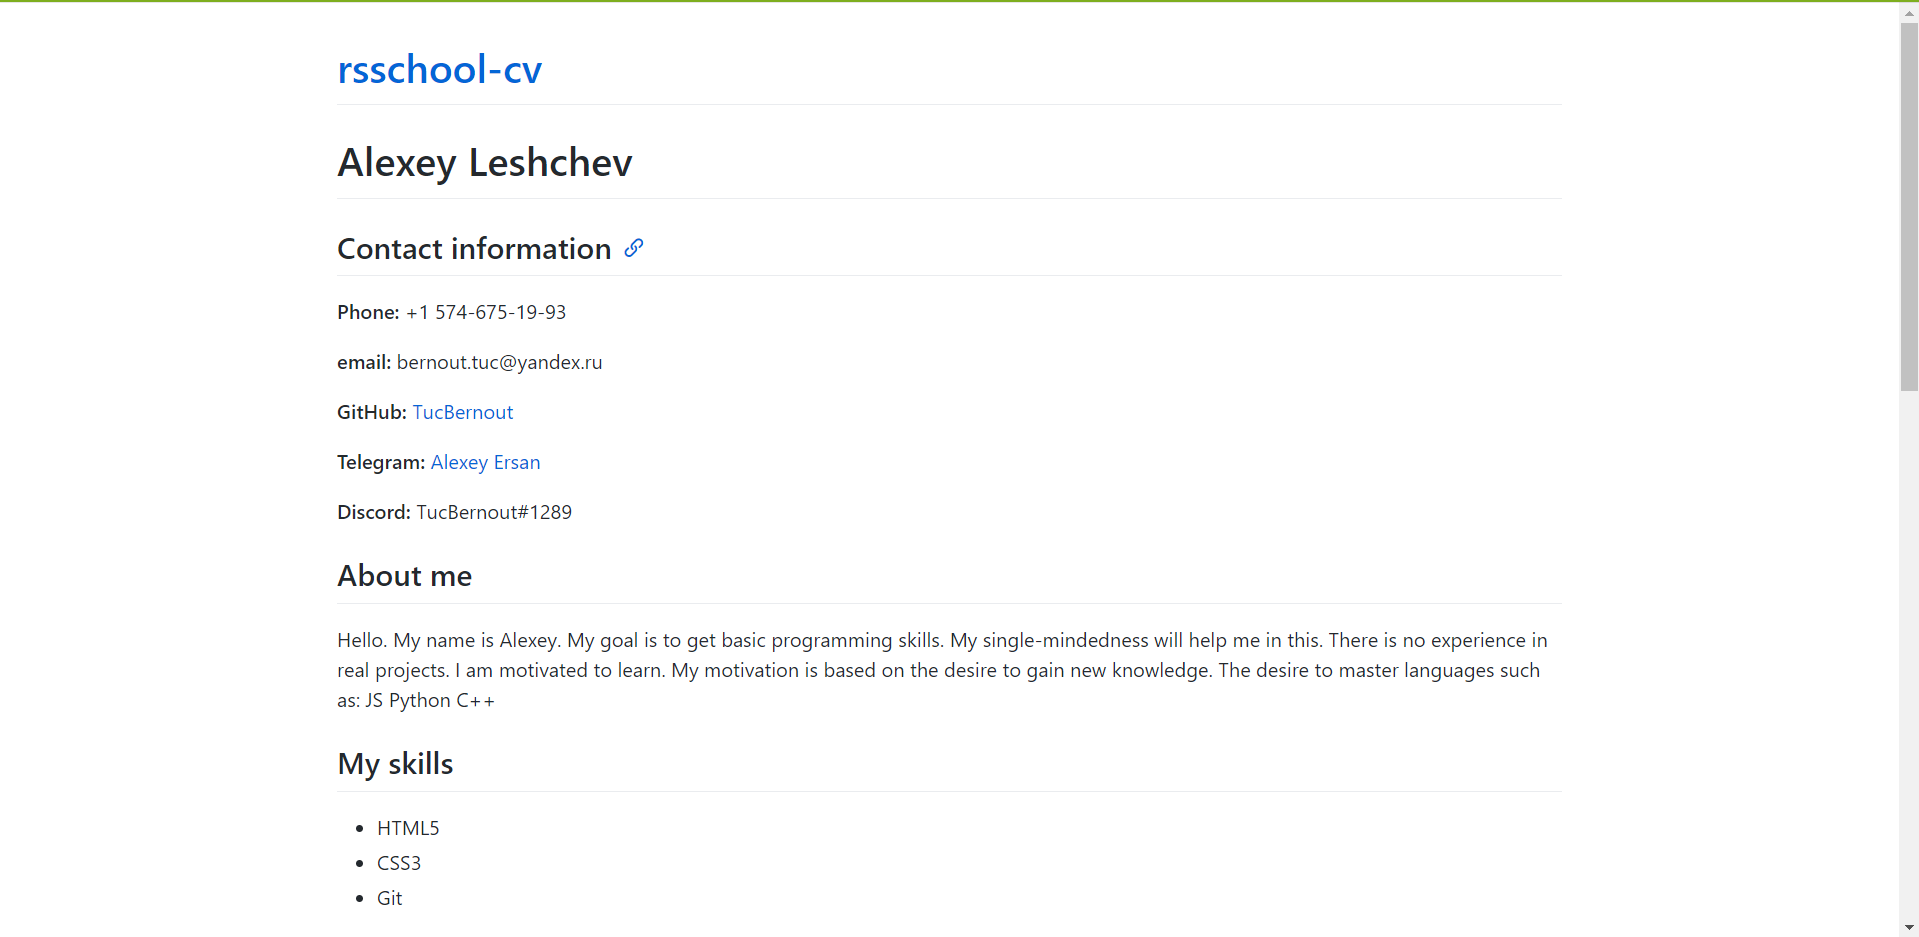 rsschool-cv
Alexey Leshchev
Contact information
Phone: +1 574-675-19-93
email: bernout.tuc@yandex.ru
GitHub: TucBernout
Telegram: Alexey Ersan
Discord: TucBernout#1289
About me
Hello. My name is Alexey. My goal is to get basic programming skills. My single-mindedness will help me in this. There is no experience in
real projects. I am motivated to learn. My motivation is based on the desire to gain new knowledge. The desire to master languages such
as: JS Python C++
My skills
HTML5
CSS3
Git